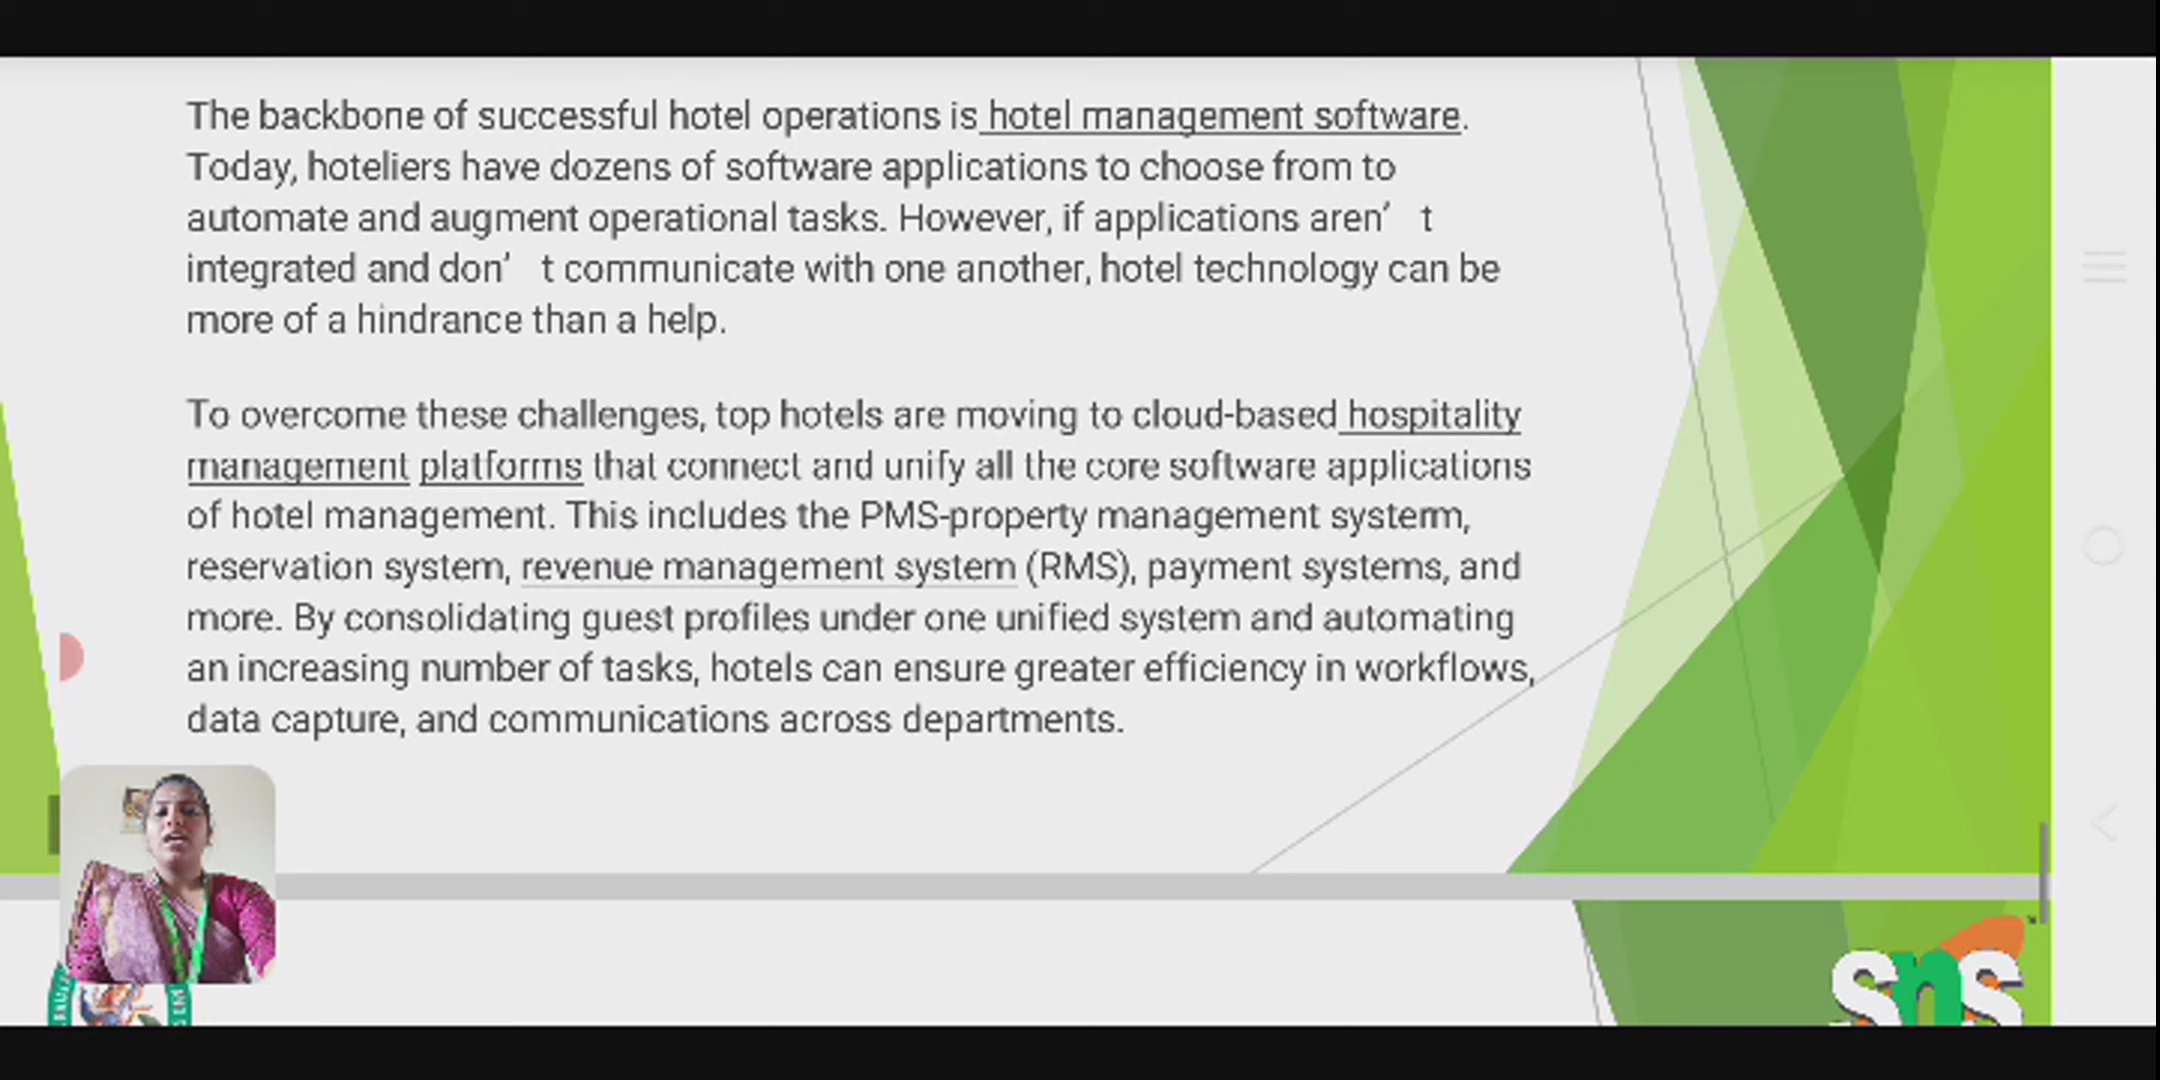 The backbone of successful hotel operations is hotel management software.
Today, hoteliers have dozens of software applications to choose from to
automate and augment operational tasks. However, if applications aren’ t
integrated and don’ t communicate with one another, hotel technology can be
more of a hindrance than a help.
To overcome these challenges, top hotels are moving to cloud-based hospitality
management platforms that connect and unify all the core software applications
of hotel management. This includes the PMS-property management systerm,
reservation system, revenue management system (RMS), payment systems, and
more. By consolidating guest profiles under one unified system and automating
an increasing number of tasks, hotels can ensure greater efficiency in workflows,
data capture, and communications across departments.
sns